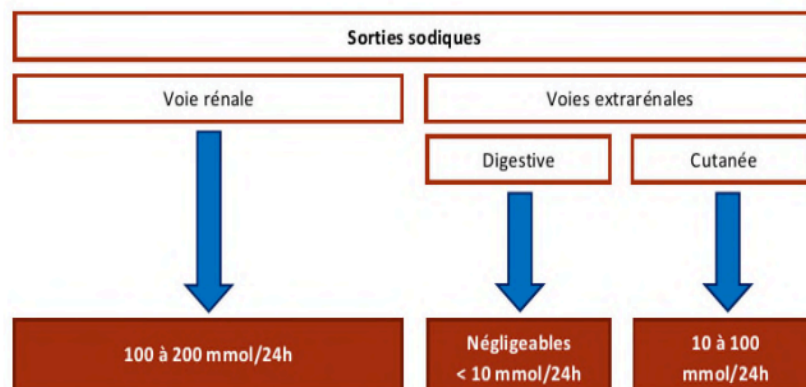 Sorties sodiques
Voie rénale
Voies extrarénales
Digestive
Cutanée
100 à 200 mmol/24h
Négligeables
< 10 mmol/24h
10 à 100
mmol/24h